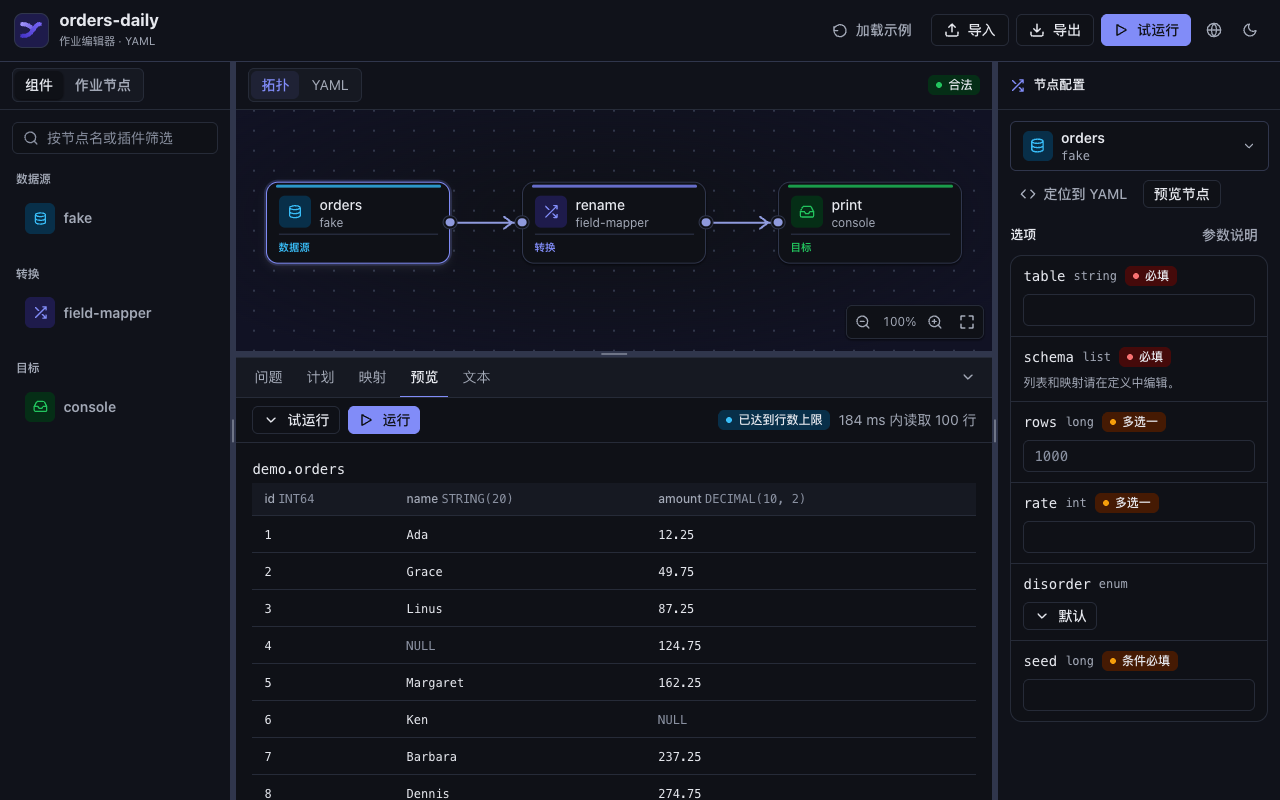 orders-daily
作业编辑器 · YAML
加载示例
导入
导出
试运行
组件
作业节点
按节点名或插件筛选
数据源
fake
转换
field-mapper
目标
console
拓扑
YAML
合法
orders
fake
数据源
rename
field-mapper
转换
print
console
目标
100%
问题
计划
映射
预览
文本
试运行
运行
已达到行数上限
184 ms 内读取 100 行
demo.orders
id INT64 name STRING(20) amount DECIMAL(10, 2)
1 Ada 12.25
2 Grace 49.75
3 Linus 87.25
4 NULL 124.75
5 Margaret 162.25
6 Ken NULL
7 Barbara 237.25
8 Dennis 274.75
节点配置
orders
fake
定位到 YAML
预览节点
选项
参数说明
table string 必填
schema list 必填
列表和映射请在定义中编辑。
rows long 多选一
1000
rate int 多选一
disorder enum
默认
seed long 条件必填